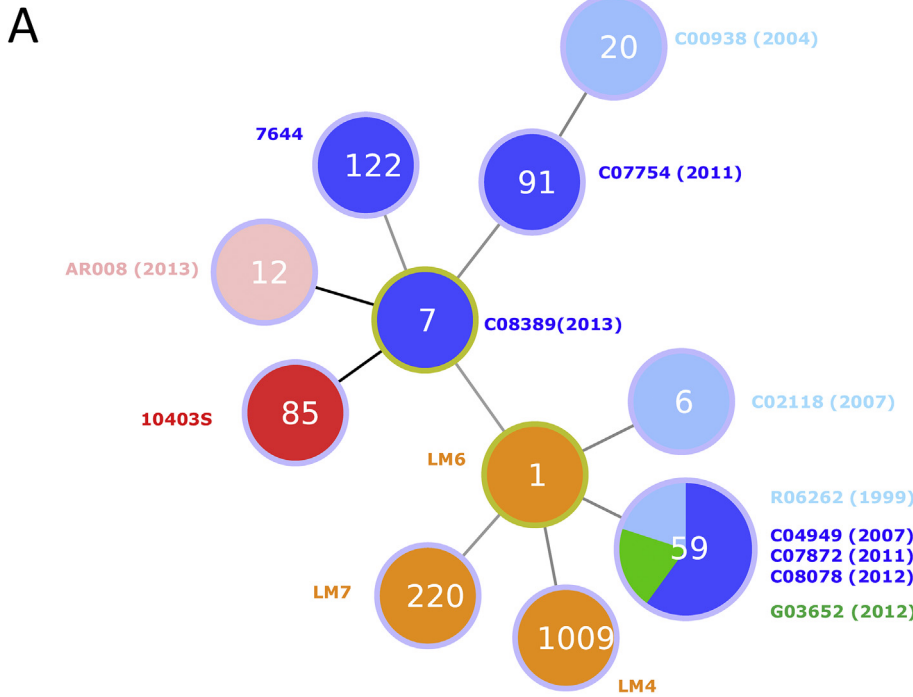 A
20
C00938 (2004)
7644
122
91
C07754 (2011)
AR008 (2013)
12
7
C08389(2013)
85
10403S
6
C02118 (2007)
LM6
1
R06262 (1999)
C04949 (2007)
C07872 (2011)
C08078 (2012)
59
G03652 (2012)
LM7
220
1009
LM4